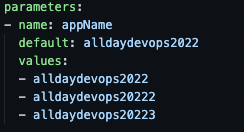 parameters:
- name: appName
  default: alldaydevops2022
  values:
  - alldaydevops2022
  - alldaydevops20222
  - alldaydevops20223